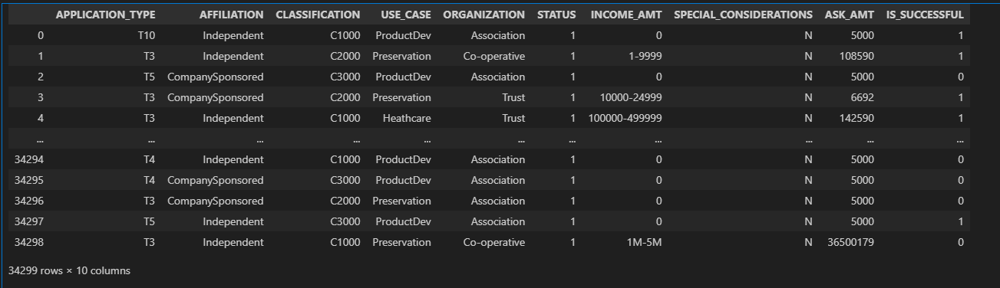 APPLICATION_TYPE AFFILIATION CLASSIFICATION USE_CASE ORGANIZATION STATUS INCOME_AMT SPECIAL_CONSIDERATIONS ASK_AMT IS_SUCCESSFUL
0 T10 Independent C1000 ProductDev Association 1 0 N 5000 1
1 T3 Independent C2000 Preservation Co-operative 1 1-9999 N 108590 1
2 T5 CompanySponsored C3000 ProductDev Association 1 0 N 5000 0
3 T3 CompanySponsored C2000 Preservation Trust 1 10000-24999 N 6692 1
4 T3 Independent C1000 Heathcare Trust 1 100000-499999 N 142590 1
... ... ... ... ... ... ... ... ... ... ...
34294 T4 Independent C1000 ProductDev Association 1 0 N 5000 0
34295 T4 CompanySponsored C3000 ProductDev Association 1 0 N 5000 0
34296 T3 CompanySponsored C2000 Preservation Association 1 0 N 5000 0
34297 T5 Independent C3000 ProductDev Association 1 0 N 5000 1
34298 T3 Independent C1000 Preservation Co-operative 1 1M-5M N 36500179 0
34299 rows × 10 columns